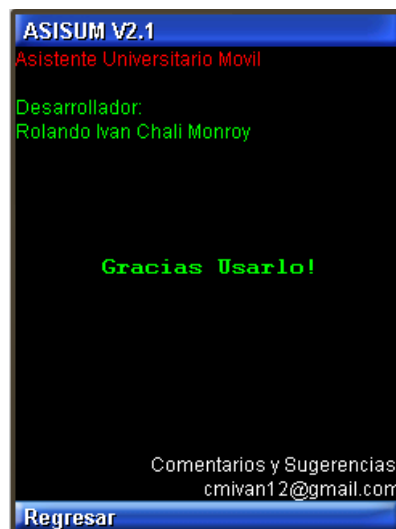 ASISUM V2.1
Asistente Universitario Movil
Desarrollador:
Rolando Ivan Chali Monroy
Gracias Usarlo!
Comentarios y Sugerencias
cmivan12@gmail.com
Regresar